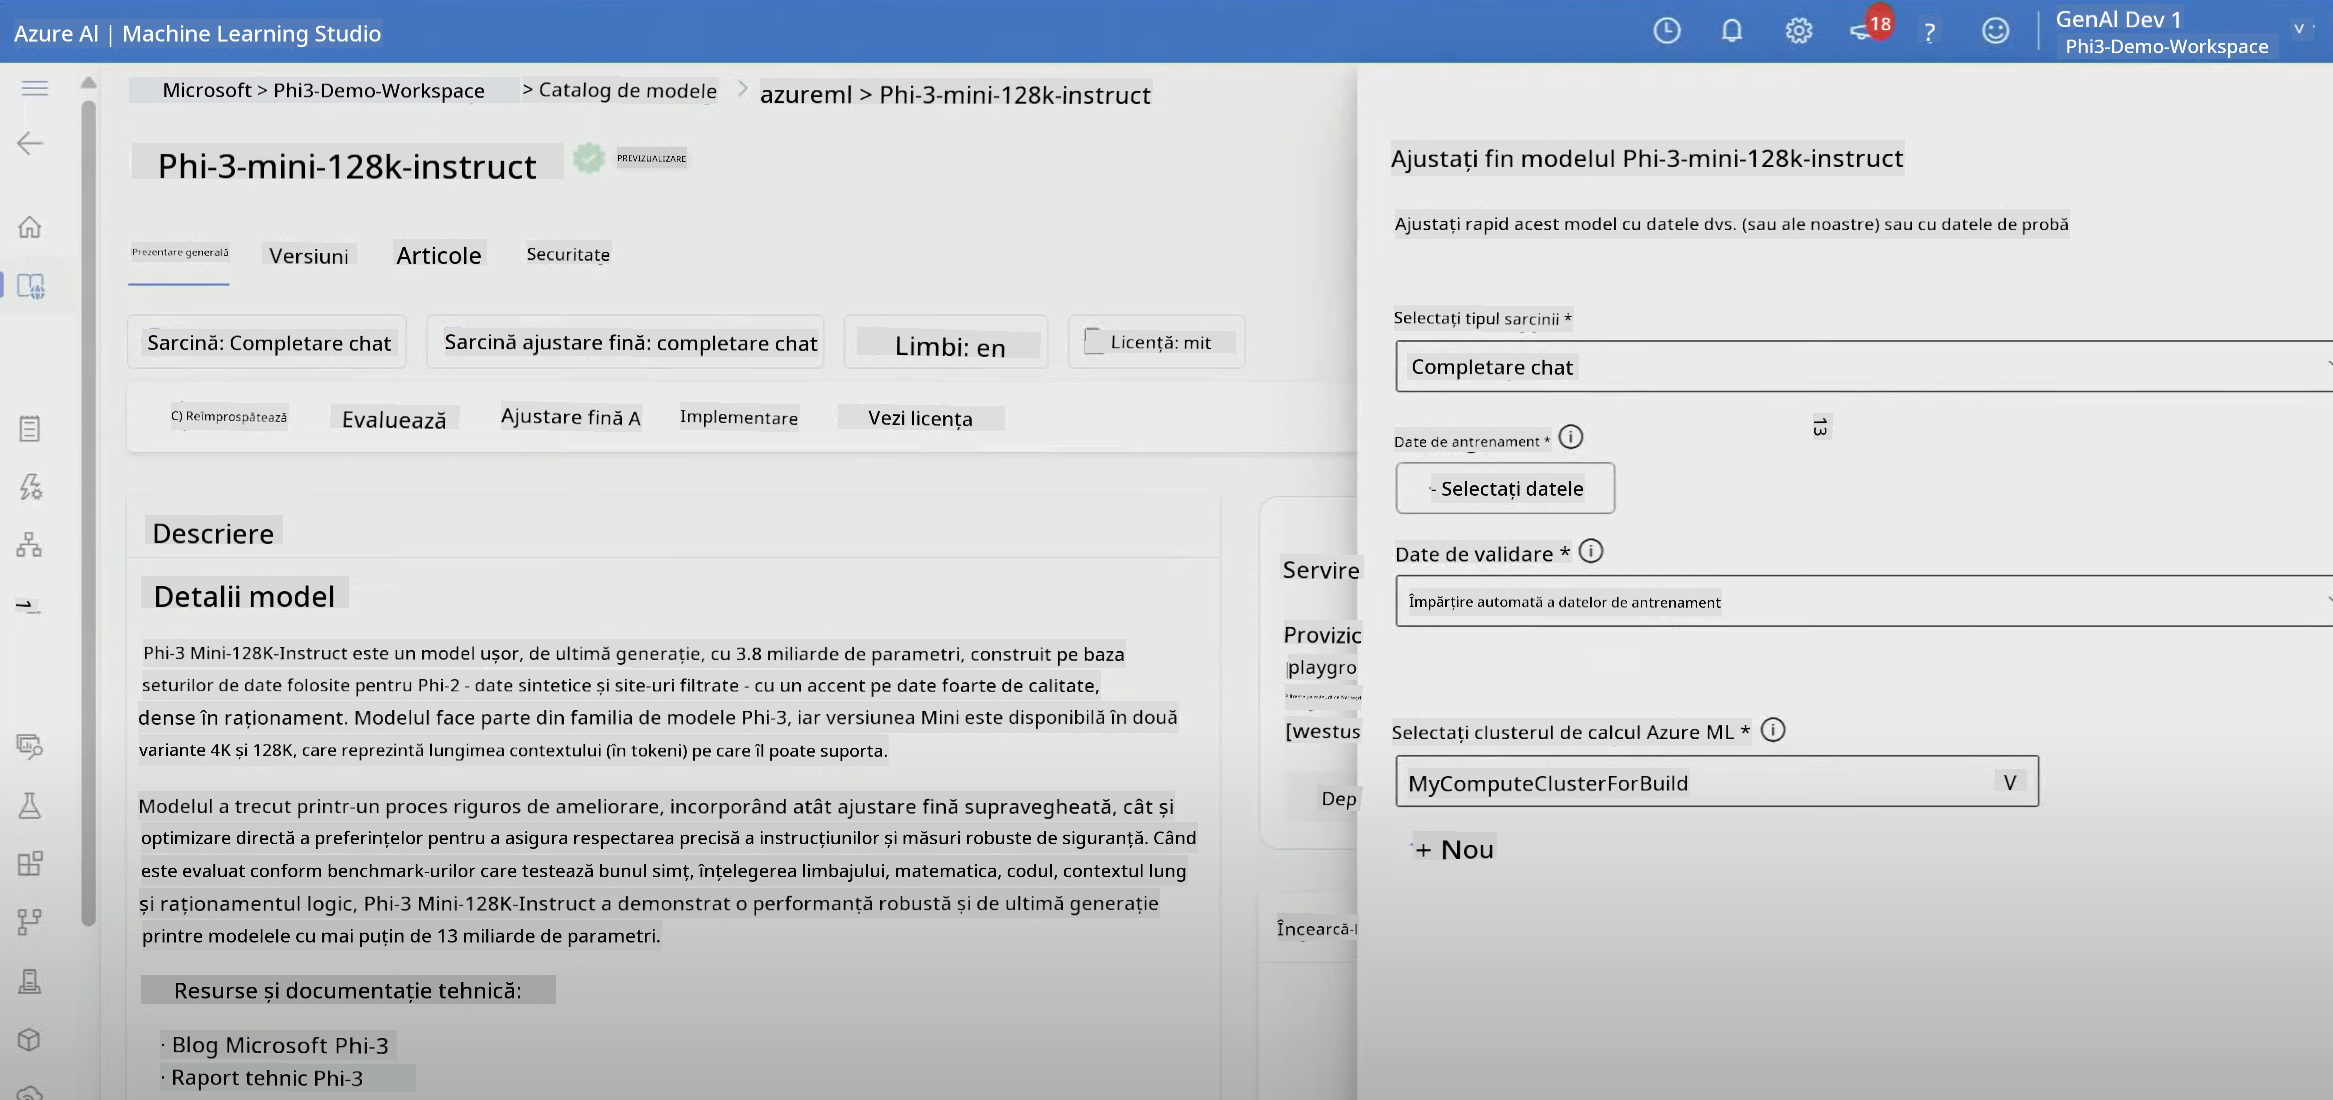 Azure AI | Machine Learning Studio
18
?
GenAI Dev 1
Phi3-Demo-Workspace
Microsoft > Phi3-Demo-Workspace > Catalog de modele > azureml > Phi-3-mini-128k-instruct
Phi-3-mini-128k-instruct PREVIZUALIZARE
Prezentare generală Versiuni Articole Securitate
Sarcină: Completare chat Sarcină ajustare fină: completare chat Limbi: en Licență: mit
C) Reîmprospătează Evaluează Ajustare fină A Implementare Vezi licența
Descriere
Detalii model
Phi-3 Mini-128K-Instruct este un model ușor, de ultimă generație, cu 3.8 miliarde de parametri, construit pe baza
seturilor de date folosite pentru Phi-2 - date sintetice și site-uri filtrate - cu un accent pe date foarte de calitate,
dense în raționament. Modelul face parte din familia de modele Phi-3, iar versiunea Mini este disponibilă în două
variante 4K și 128K, care reprezintă lungimea contextului (în tokeni) pe care îl poate suporta.
Modelul a trecut printr-un proces riguros de ameliorare, incorporând atât ajustare fină supravegheată, cât și
optimizare directă a preferințelor pentru a asigura respectarea precisă a instrucțiunilor și măsuri robuste de siguranță. Când
este evaluat conform benchmark-urilor care testează bunul simț, înțelegerea limbajului, matematica, codul, contextul lung
și raționamentul logic, Phi-3 Mini-128K-Instruct a demonstrat o performanță robustă și de ultimă generație
printre modelele cu mai puțin de 13 miliarde de parametri.
Resurse și documentație tehnică:
· Blog Microsoft Phi-3
· Raport tehnic Phi-3
Servire
Provizic
playgro
[westus
Dep
Încearcă-l
Ajustați fin modelul Phi-3-mini-128k-instruct
Ajustați rapid acest model cu datele dvs. (sau ale noastre) sau cu datele de probă
Selectați tipul sarcinii *
Completare chat
13
Date de antrenament *
- Selectați datele
Date de validare *
Împărțire automată a datelor de antrenament
Selectați clusterul de calcul Azure ML *
MyComputeClusterForBuild V
+ Nou